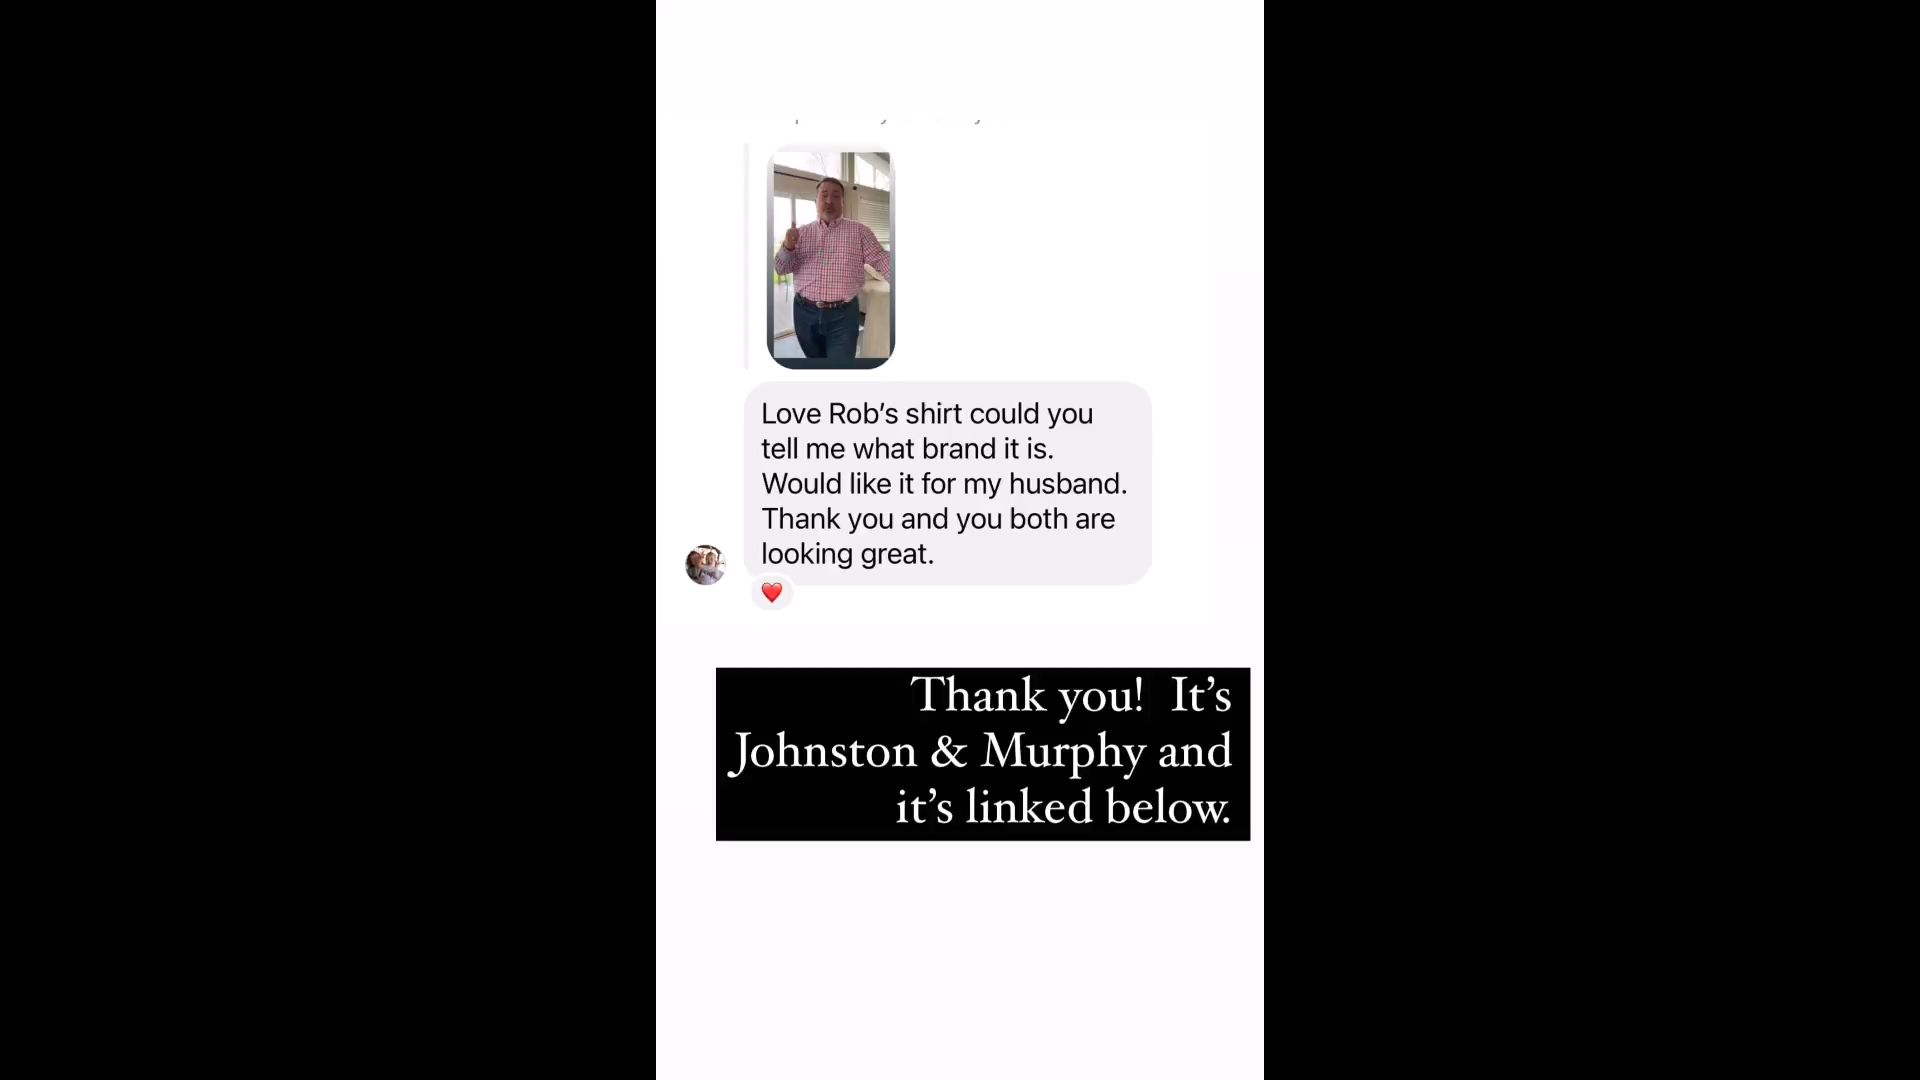 Love Rob's shirt could you
tell me what brand it is.
Would like it for my husband.
Thank you and you both are
looking great.
Thank you!  It's
Johnston & Murphy and
it's linked below.